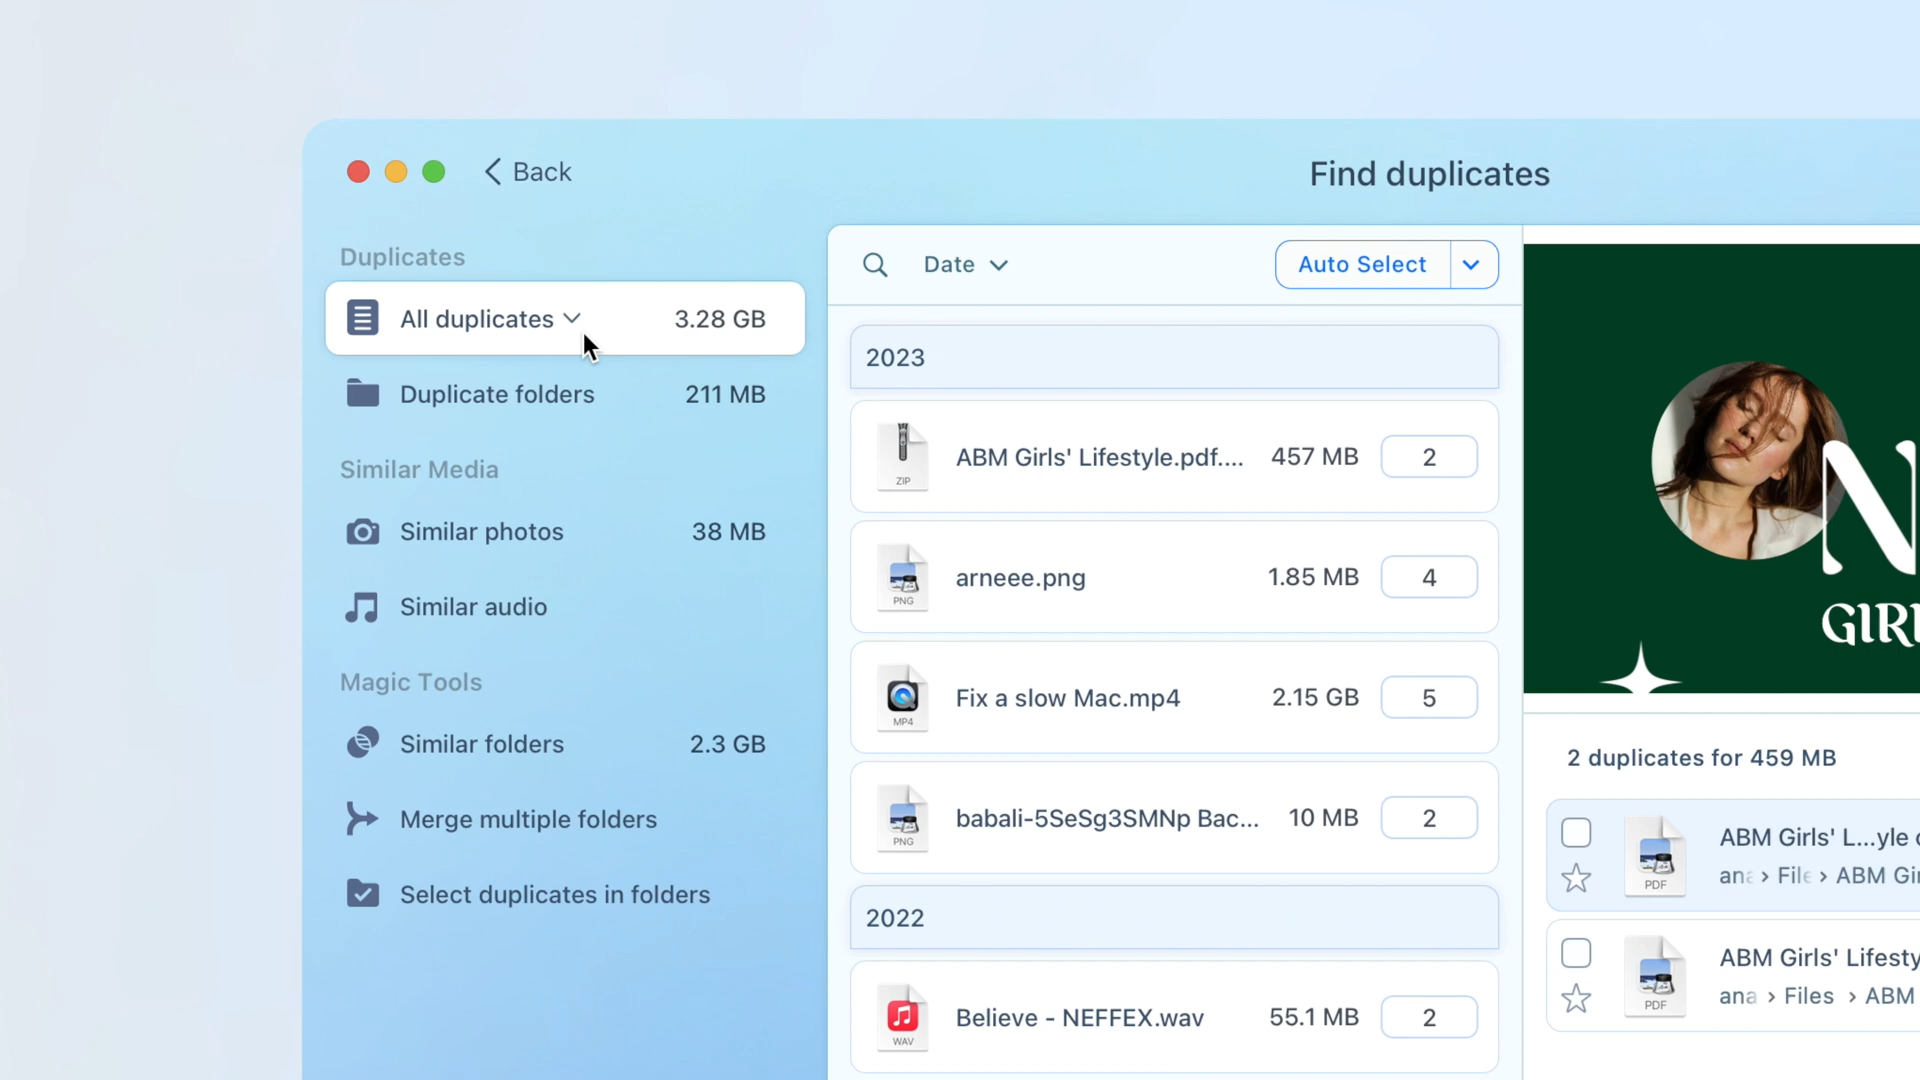 Back
Find duplicates
Duplicates
All duplicates
3.28 GB
Duplicate folders
211 MB
Similar Media
Similar photos
38 MB
Similar audio
Magic Tools
Similar folders
2.3 GB
Merge multiple folders
Select duplicates in folders
Date
Auto Select
2023
ZIP
ABM Girls' Lifestyle.pdf....
457 MB
2
PNG
arneee.png
1.85 MB
4
MP4
Fix a slow Mac.mp4
2.15 GB
5
PNG
babali-5SeSg3SMNp Bac...
10 MB
2
2022
WAV
Believe - NEFFEX.wav
55.1 MB
2
N
GIR
2 duplicates for 459 MB
PDF
ABM Girls' L...yle
ana › File › ABM Gi
PDF
ABM Girls' Lifesty
ana › Files › ABM